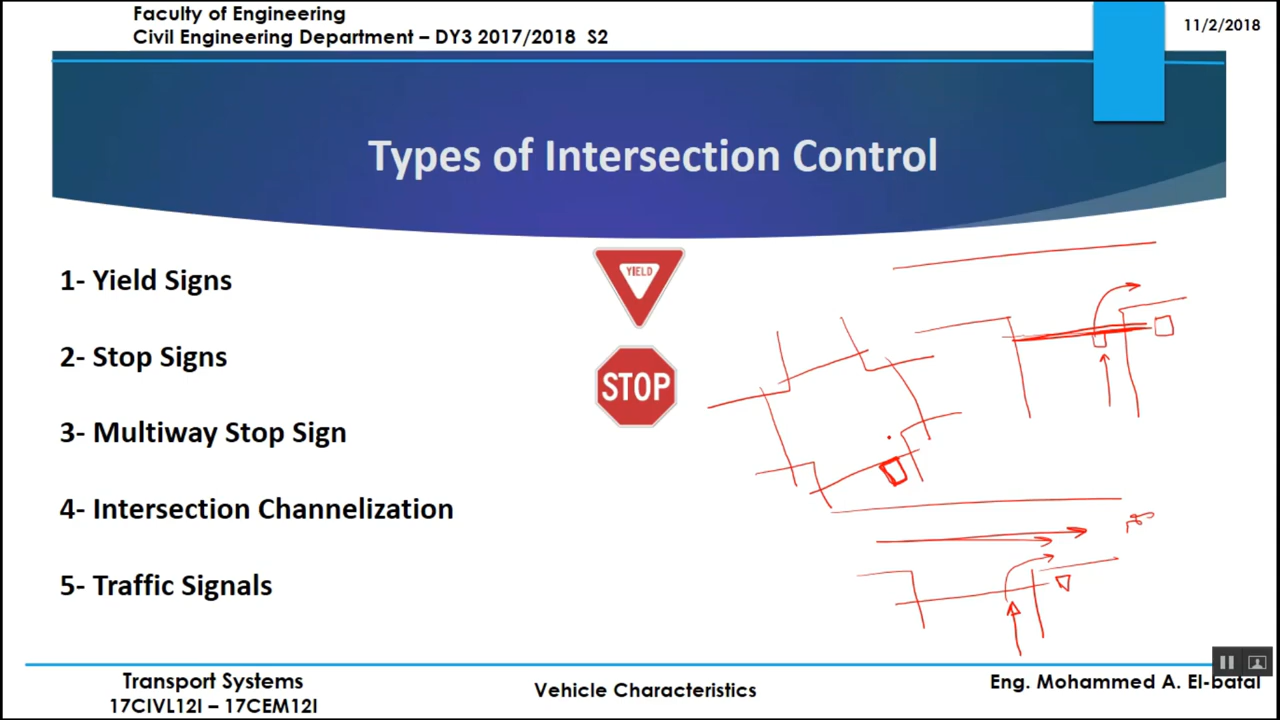 Faculty of Engineering
Civil Engineering Department – DY3 2017/2018 S2
11/2/2018
Types of Intersection Control
1- Yield Signs
YIELD
2- Stop Signs
STOP
3- Multiway Stop Sign
4- Intersection Channelization
5- Traffic Signals
Transport Systems
17CIVL12I – 17CEM12I
Vehicle Characteristics
Eng. Mohammed A. El-batal